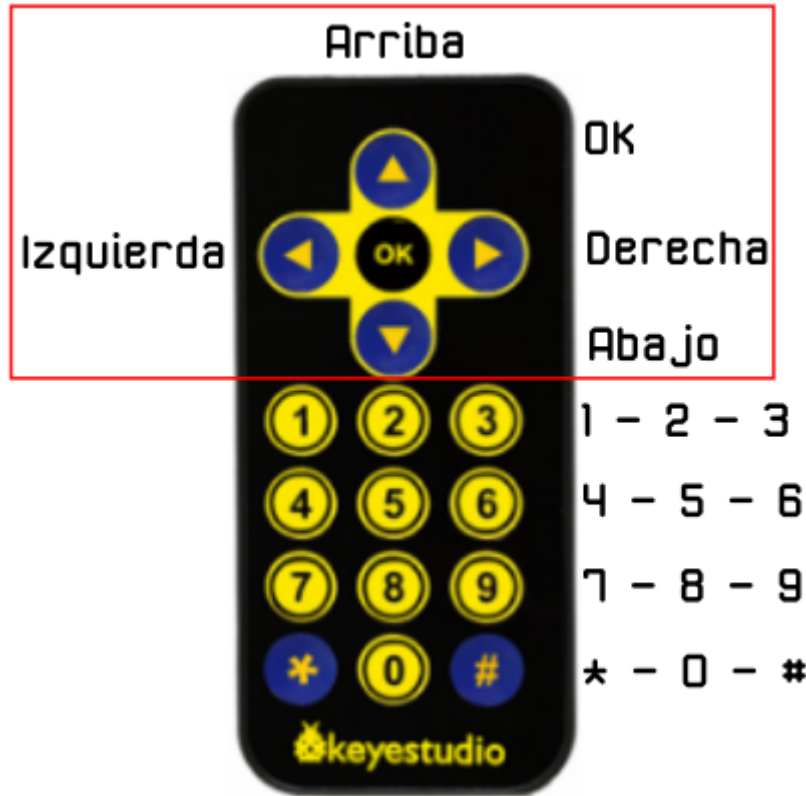 Arriba
OK
Izquierda OK Derecha
Abajo
1 2 3 1 - 2 - 3
4 5 6 4 - 5 - 6
7 8 9 7 - 8 - 9
* 0 # * - 0 - #
keyestudio